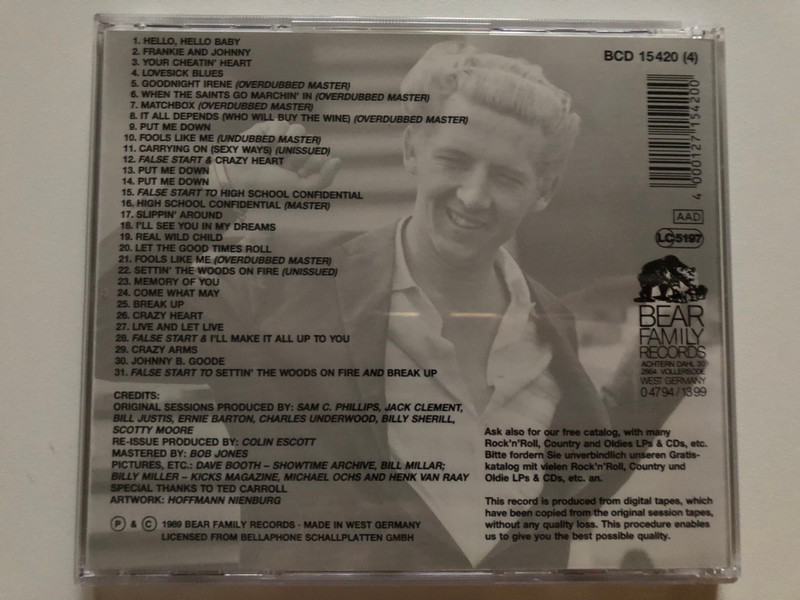 1. HELLO, HELLO BABY
2. FRANKIE AND JOHNNY
3. YOUR CHEATIN' HEART
4. LOVESICK BLUES
5. GOODNIGHT IRENE (OVERDUBBED MASTER)
6. WHEN THE SAINTS GO MARCHIN' IN (OVERDUBBED MASTER)
7. MATCHBOX (OVERDUBBED MASTER)
8. IT ALL DEPENDS (WHO WILL BUY THE WINE) (OVERDUBBED MASTER)
9. PUT ME DOWN
10. FOOLS LIKE ME (UNDUBBED MASTER)
11. CARRYING ON (SEXY WAYS) (UNISSUED)
12. FALSE START & CRAZY HEART
13. PUT ME DOWN
14. PUT ME DOWN
15. FALSE START TO HIGH SCHOOL CONFIDENTIAL
16. HIGH SCHOOL CONFIDENTIAL (MASTER)
17. SLIPPIN' AROUND
18. I'LL SEE YOU IN MY DREAMS
19. REAL WILD CHILD
20. LET THE GOOD TIMES ROLL
21. FOOLS LIKE ME (OVERDUBBED MASTER)
22. SETTIN' THE WOODS ON FIRE (UNISSUED)
23. MEMORY OF YOU
24. COME WHAT MAY
25. BREAK UP
26. CRAZY HEART
27. LIVE AND LET LIVE
28. FALSE START & I'LL MAKE IT ALL UP TO YOU
29. CRAZY ARMS
30. JOHNNY B. GOODE
31. FALSE START TO SETTIN' THE WOODS ON FIRE AND BREAK UP
CREDITS:
ORIGINAL SESSIONS PRODUCED BY: SAM C. PHILLIPS, JACK CLEMENT,
BILL JUSTIS, ERNIE BARTON, CHARLES UNDERWOOD, BILLY SHERILL,
SCOTTY MOORE
RE-ISSUE PRODUCED BY: COLIN ESCOTT
MASTERED BY: BOB JONES
PICTURES, ETC.: DAVE BOOTH – SHOWTIME ARCHIVE, BILL MILLAR;
BILLY MILLER – KICKS MAGAZINE, MICHAEL OCHS AND HENK VAN RAAY
SPECIAL THANKS TO TED CARROLL
ARTWORK: HOFFMANN NIENBURG
Ⓟ & © 1989 BEAR FAMILY RECORDS · MADE IN WEST GERMANY
LICENSED FROM BELLAPHONE SCHALLPLATTEN GMBH
BCD 15420 (4)
4 000127 154200
AAD
LC 5197
BEAR
FAMILY
RECORDS
ACHTERN DAHL 30
2864 VOLLERSODE
WEST GERMANY
0 47 94 / 13 99
Ask also for our free catalog, with many
Rock'n'Roll, Country and Oldies LPs & CDs, etc.
Bitte fordern Sie unverbindlich unseren Gratis-
katalog mit vielen Rock'n'Roll, Country und
Oldie LPs & CDs, etc. an.
This record is produced from digital tapes, which
have been copied from the original session tapes,
without any quality loss. This procedure enables
us to give you the best possible quality.